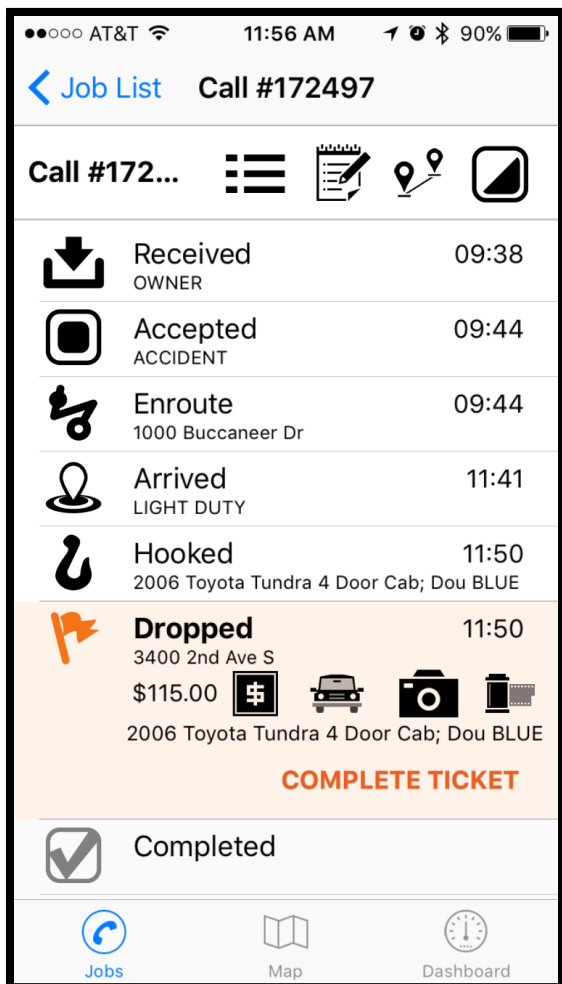 AT&T 11:56 AM 90%
Job List Call #172497
Call #172...
Received 09:38
OWNER
Accepted 09:44
ACCIDENT
Enroute 09:44
1000 Buccaneer Dr
Arrived 11:41
LIGHT DUTY
Hooked 11:50
2006 Toyota Tundra 4 Door Cab; Dou BLUE
Dropped 11:50
3400 2nd Ave S
$115.00 $
2006 Toyota Tundra 4 Door Cab; Dou BLUE
COMPLETE TICKET
Completed
Jobs Map Dashboard